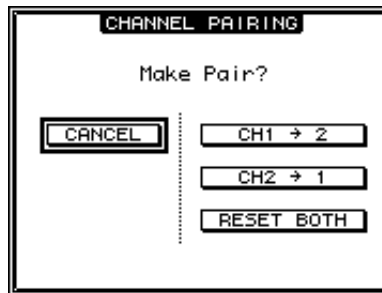 CHANNEL PAIRING
Make Pair?
CANCEL
CH1 → 2
CH2 → 1
RESET BOTH